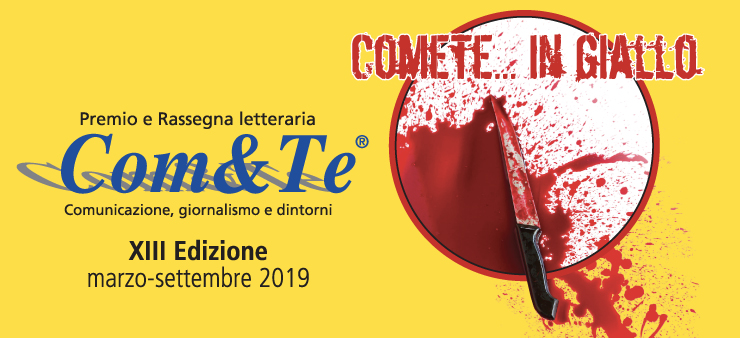 COMETE... IN GIALLO
Premio e Rassegna letteraria
Com&Te®
Comunicazione, giornalismo e dintorni
XIII Edizione
marzo-settembre 2019